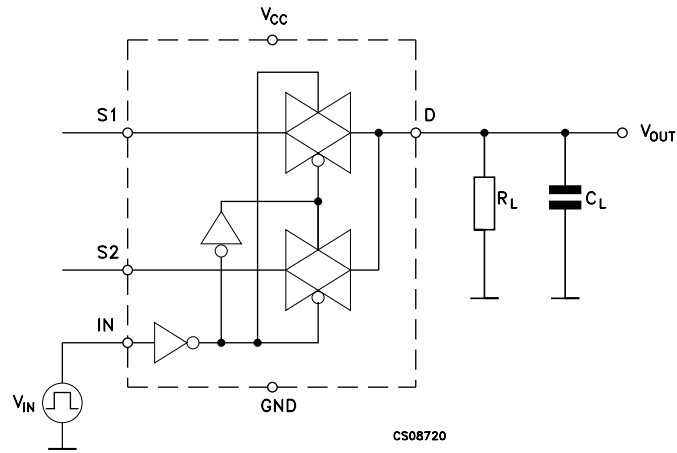 VCC
S1
D
VOUT
RL
CL
S2
IN
VIN
GND
CS08720